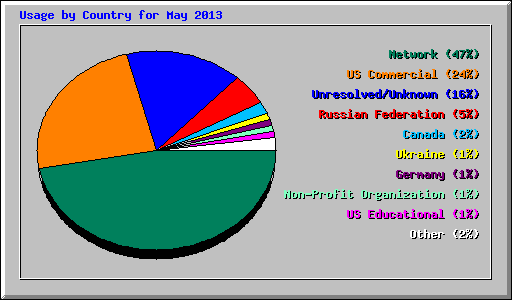 Usage by Country for May 2013
Network (47%)
US Commercial (24%)
Unresolved/Unknown (16%)
Russian Federation (5%)
Canada (2%)
Ukraine (1%)
Germany (1%)
Non-Profit Organization (1%)
US Educational (1%)
Other (2%)